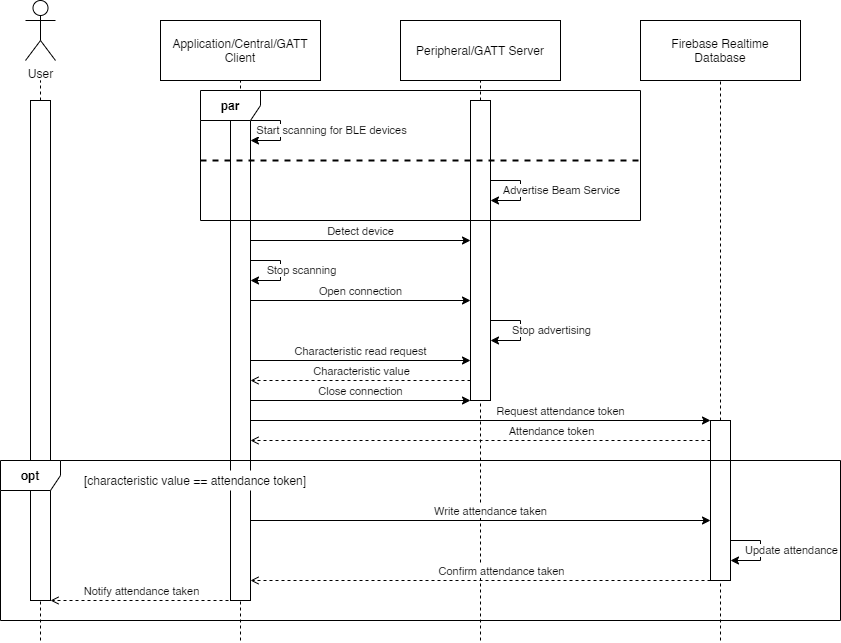 User
Application/Central/GATT
Client
Peripheral/GATT Server
Firebase Realtime
Database
par
Start scanning for BLE devices
Advertise Beam Service
Detect device
Stop scanning
Open connection
Stop advertising
Characteristic read request
Characteristic value
Close connection
Request attendance token
Attendance token
opt
[characteristic value == attendance token]
Write attendance taken
Update attendance
Confirm attendance taken
Notify attendance taken